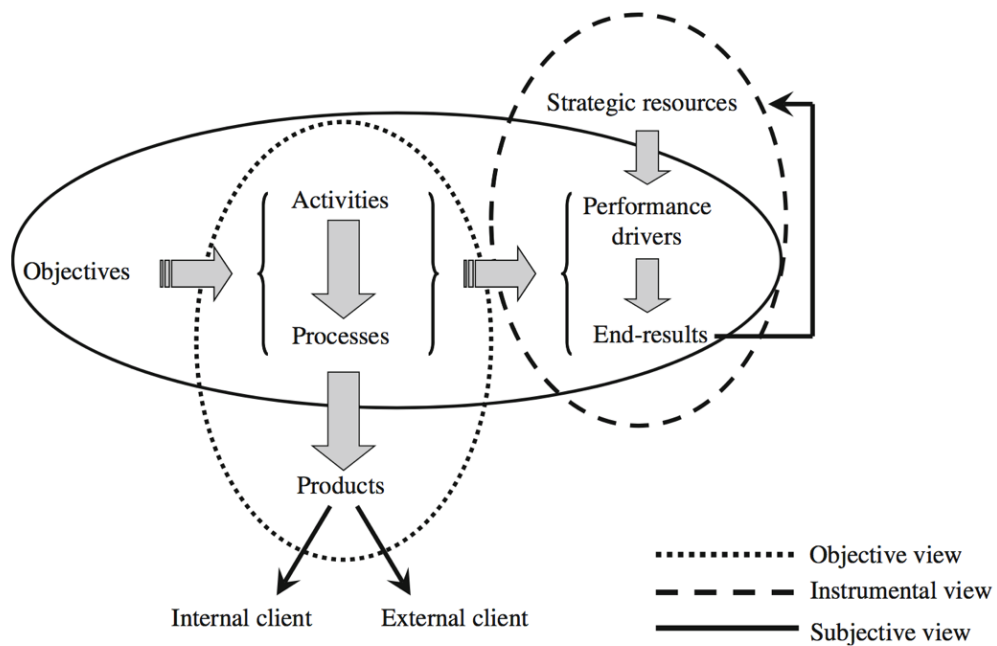 Strategic resources
Activities
Performance
drivers
Objectives
Processes
End-results
Products
Internal client
External client
Objective view
Instrumental view
Subjective view